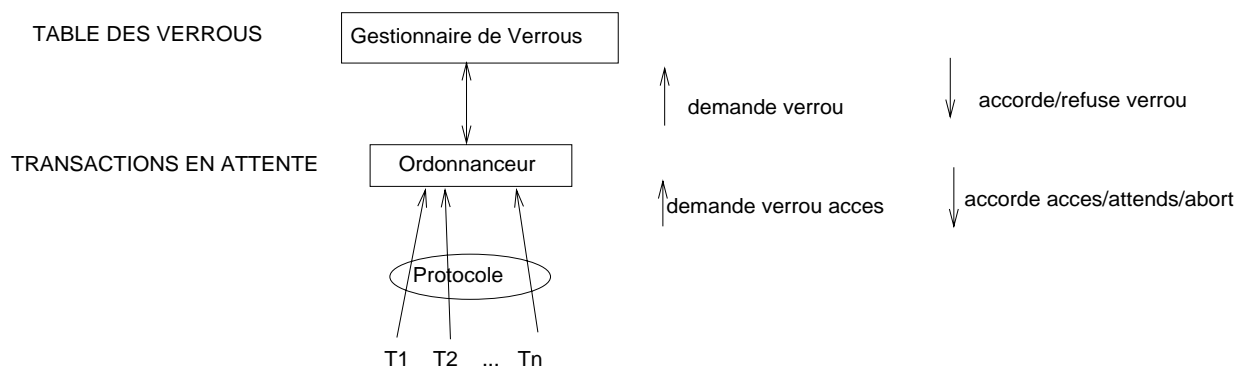 TABLE DES VERROUS
Gestionnaire de Verrous
demande verrou
accorde/refuse verrou
TRANSACTIONS EN ATTENTE
Ordonnanceur
demande verrou acces
accorde acces/attends/abort
Protocole
T1 T2 ... Tn